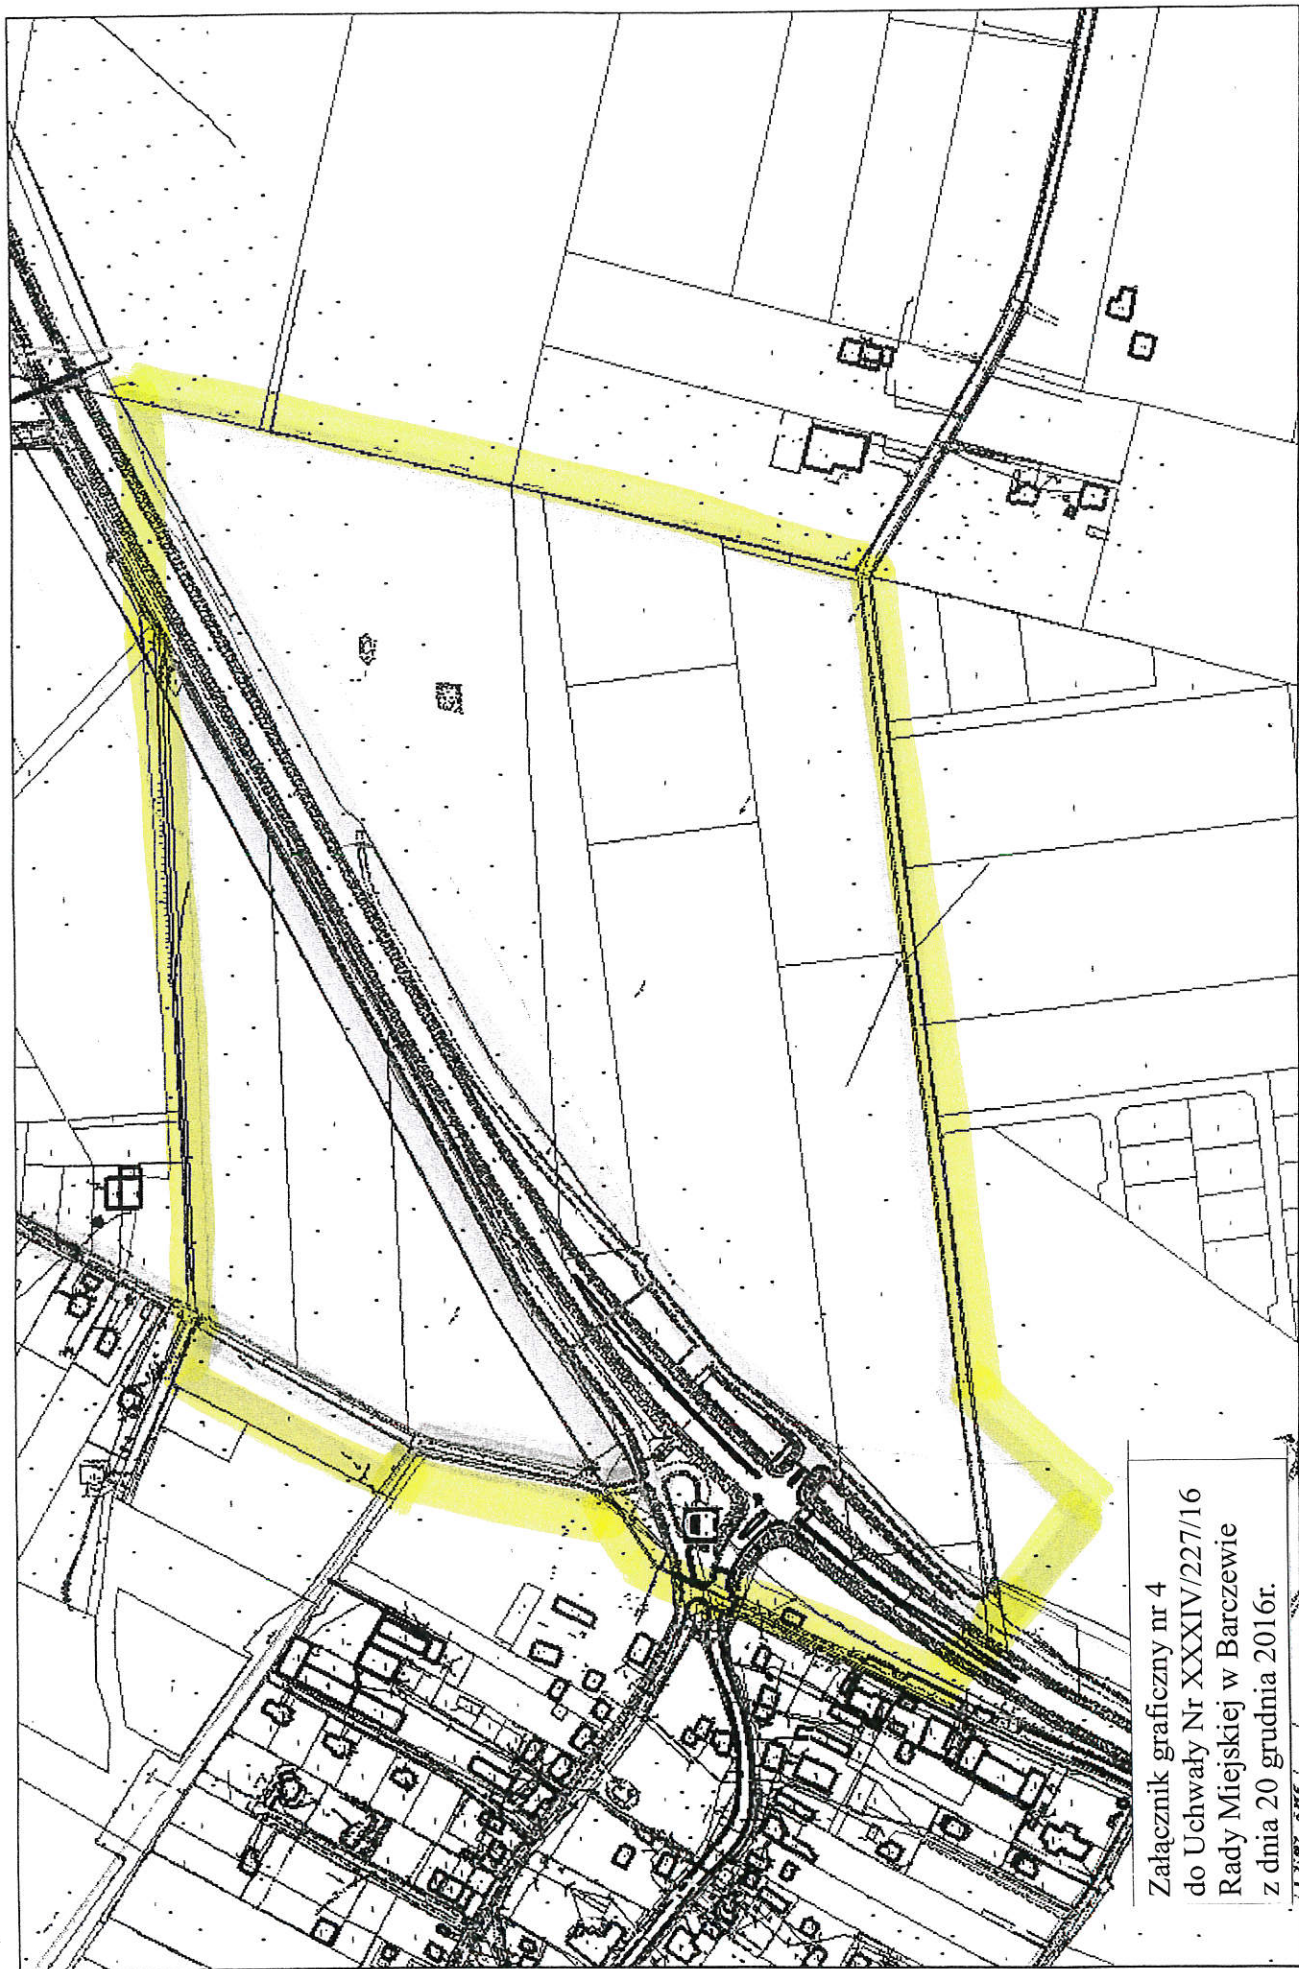 Załącznik graficzny nr 4
do Uchwały Nr XXXIV/227/16
Rady Miejskiej w Barczewie
z dnia 20 grudnia 2016r.